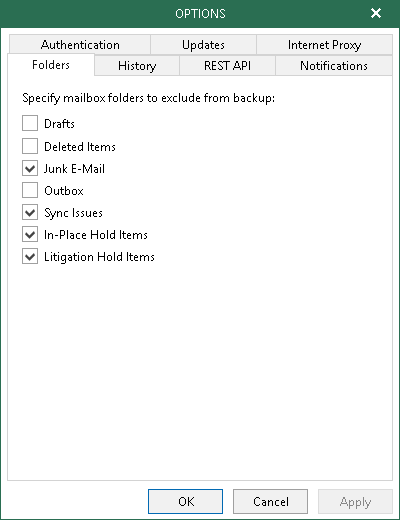 OPTIONS
Authentication Updates Internet Proxy
Folders History REST API Notifications
Specify mailbox folders to exclude from backup:
Drafts
Deleted Items
Junk E-Mail
Outbox
Sync Issues
In-Place Hold Items
Litigation Hold Items
OK Cancel Apply